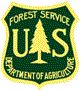 FOREST SERVICE
U S
DEPARTMENT OF AGRICULTURE